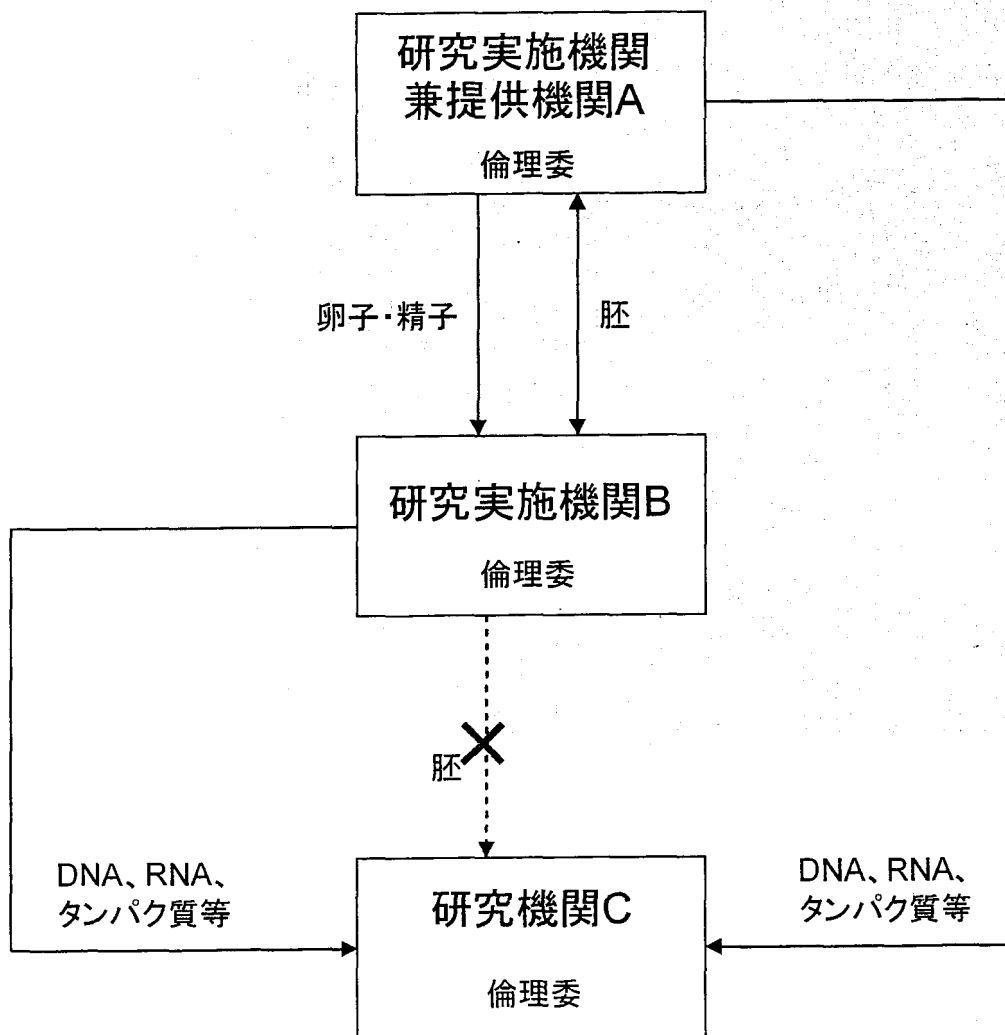 研究実施機関
兼提供機関A
倫理委
卵子・精子
胚
研究実施機関B
倫理委
胚
DNA、RNA、
タンパク質等
DNA、RNA、
タンパク質等
研究機関C
倫理委